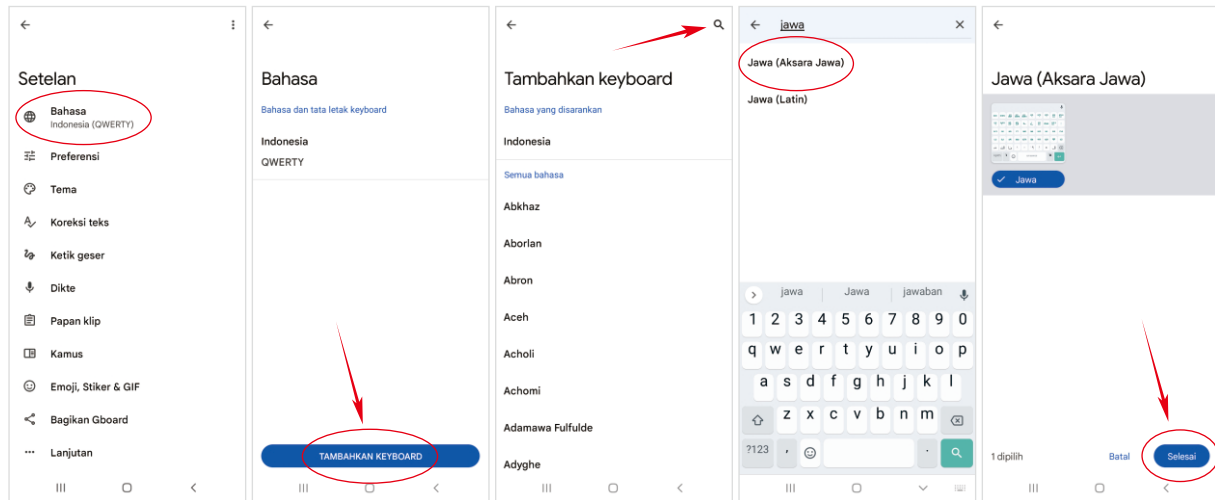 Setelan
Bahasa
Indonesia (QWERTY)
Preferensi
Tema
Koreksi teks
Ketik geser
Dikte
Papan klip
Kamus
Emoji, Stiker & GIF
Bagikan Gboard
Lanjutan
Bahasa
Bahasa dan tata letak keyboard
Indonesia
QWERTY
TAMBAHKAN KEYBOARD
Tambahkan keyboard
Bahasa yang disarankan
Indonesia
Semua bahasa
Abkhaz
Aborlan
Abron
Aceh
Acholi
Achomi
Adamawa Fulfulde
Adyghe
jawa
Jawa (Aksara Jawa)
Jawa (Latin)
jawa Jawa jawaban
1 2 3 4 5 6 7 8 9 0
q w e r t y u i o p
a s d f g h j k l
z x c v b n m
?123 , .
Jawa (Aksara Jawa)
Jawa
1 dipilih Batal Selesai